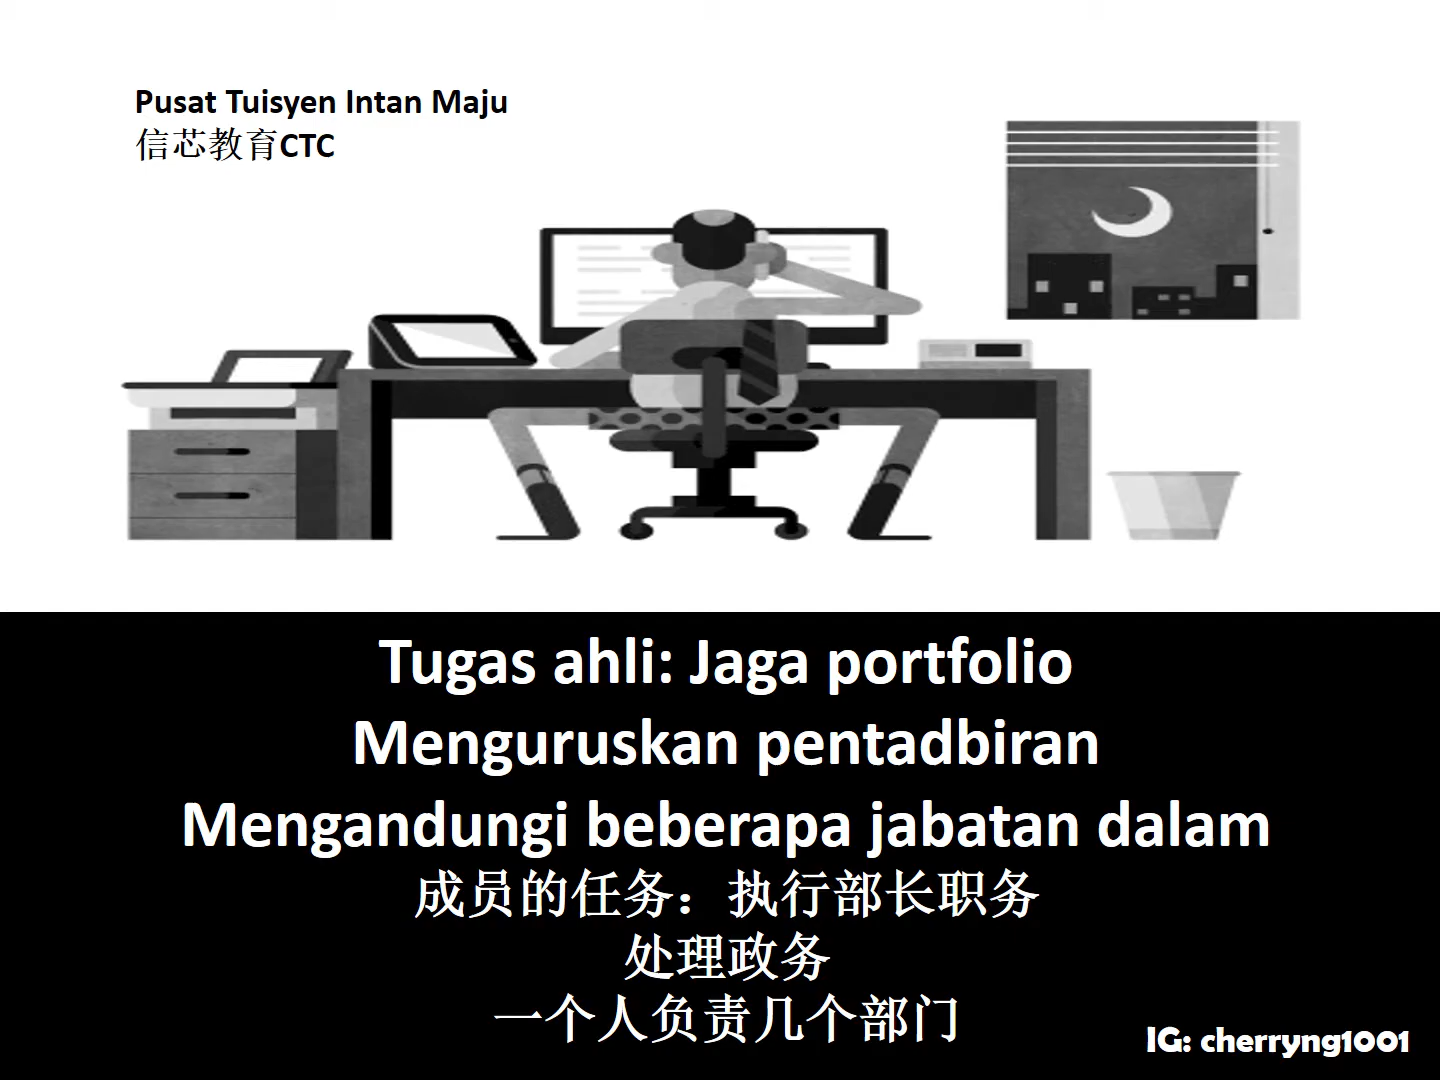 Pusat Tuisyen Intan Maju
信芯教育CTC
Tugas ahli: Jaga portfolio
Menguruskan pentadbiran
Mengandungi beberapa jabatan dalam
成员的任务：执行部长职务
处理政务
一个人负责几个部门
IG: cherryng1001